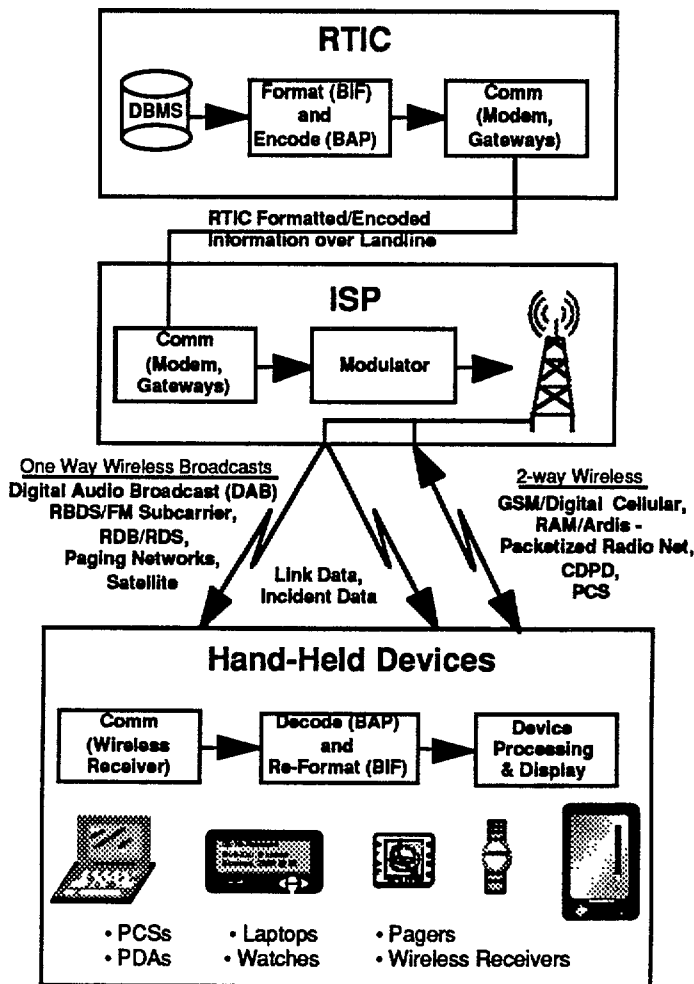 RTIC
DBMS
Format (BIF)
and
Encode (BAP)
Comm
(Modem,
Gateways)
RTIC Formatted/Encoded
Information over Landline
ISP
Comm
(Modem,
Gateways)
Modulator
One Way Wireless Broadcasts
Digital Audio Broadcast (DAB)
RBDS/FM Subcarrier,
RDB/RDS,
Paging Networks,
Satellite
Link Data,
Incident Data
2-way Wireless
GSM/Digital Cellular,
RAM/Ardis -
Packetized Radio Net,
CDPD,
PCS
Hand-Held Devices
Comm
(Wireless
Receiver)
Decode (BAP)
and
Re-Format (BIF)
Device
Processing
& Display
• PCSs • Laptops • Pagers
• PDAs • Watches • Wireless Receivers